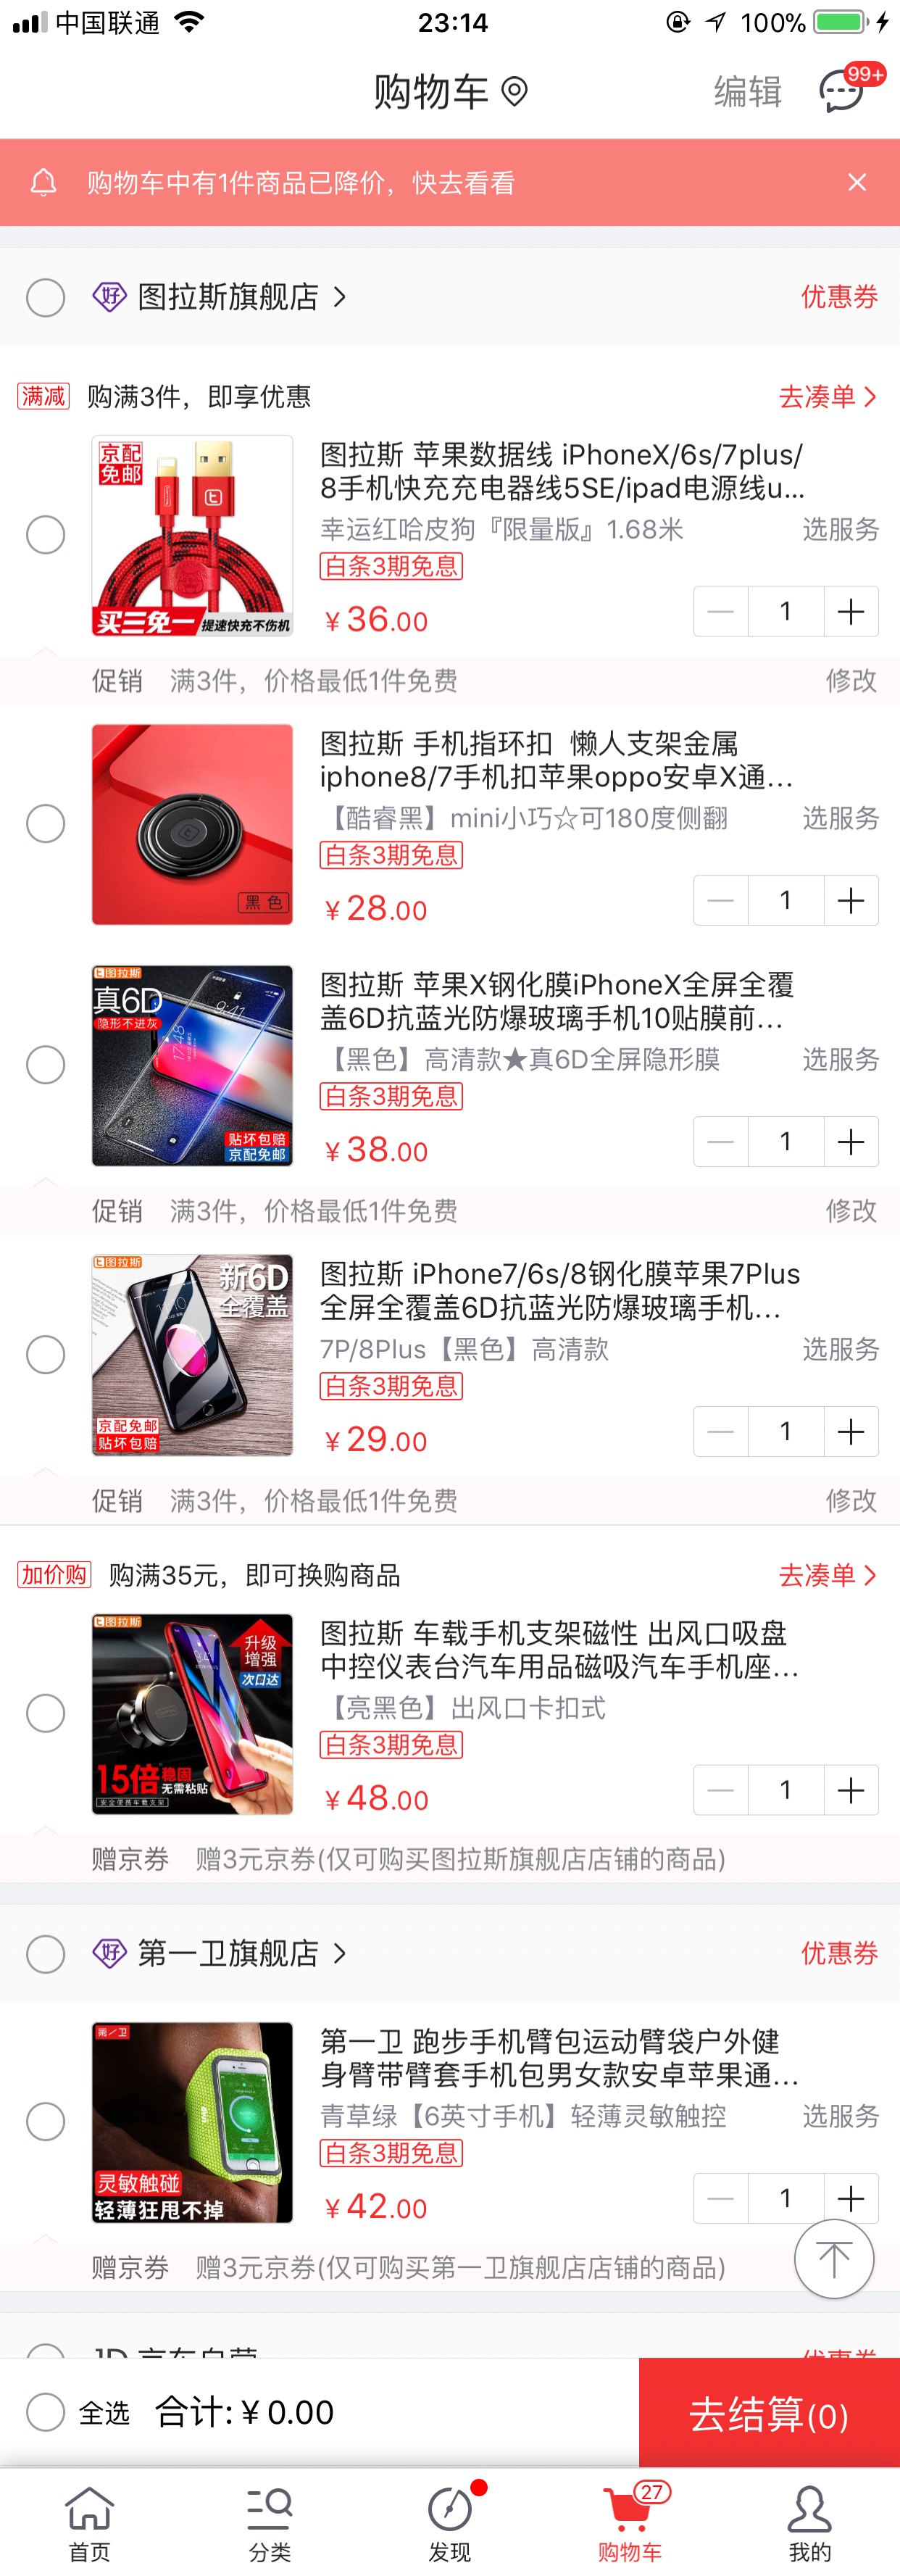 中国联通 23:14 100%
购物车 编辑 99+
购物车中有1件商品已降价，快去看看
好 图拉斯旗舰店 优惠券
满减 购满3件，即享优惠 去凑单
京配
免邮
买三免一 提速快充不伤机
图拉斯 苹果数据线 iPhoneX/6s/7plus/
8手机快充充电器线5SE/ipad电源线u...
幸运红哈皮狗『限量版』1.68米 选服务
白条3期免息
¥36.00 1
促销 满3件，价格最低1件免费 修改
黑色
图拉斯 手机指环扣 懒人支架金属
iphone8/7手机扣苹果oppo安卓X通...
【酷睿黑】mini小巧☆可180度侧翻 选服务
白条3期免息
¥28.00 1
图拉斯
真6D
隐形不进灰
9:41
17:48
贴坏包赔
京配免邮
图拉斯 苹果X钢化膜iPhoneX全屏全覆
盖6D抗蓝光防爆玻璃手机10贴膜前...
【黑色】高清款★真6D全屏隐形膜 选服务
白条3期免息
¥38.00 1
促销 满3件，价格最低1件免费 修改
图拉斯
新6D
全覆盖
京配免邮
贴坏包赔
图拉斯 iPhone7/6s/8钢化膜苹果7Plus
全屏全覆盖6D抗蓝光防爆玻璃手机...
7P/8Plus【黑色】高清款 选服务
白条3期免息
¥29.00 1
促销 满3件，价格最低1件免费 修改
加价购 购满35元，即可换购商品 去凑单
图拉斯
升级
增强
次日达
15倍 稳固
无需粘贴
安全便携车载支架
图拉斯 车载手机支架磁性 出风口吸盘
中控仪表台汽车用品磁吸汽车手机座...
【亮黑色】出风口卡扣式
白条3期免息
¥48.00 1
赠京券 赠3元京券(仅可购买图拉斯旗舰店店铺的商品)
好 第一卫旗舰店 优惠券
第一卫
灵敏触碰
轻薄狂甩不掉
第一卫 跑步手机臂包运动臂袋户外健
身臂带臂套手机包男女款安卓苹果通...
青草绿【6英寸手机】轻薄灵敏触控 选服务
白条3期免息
¥42.00 1
赠京券 赠3元京券(仅可购买第一卫旗舰店店铺的商品)
JD 京东自营 优惠券
全选 合计:¥0.00 去结算(0)
27
首页 分类 发现 购物车 我的